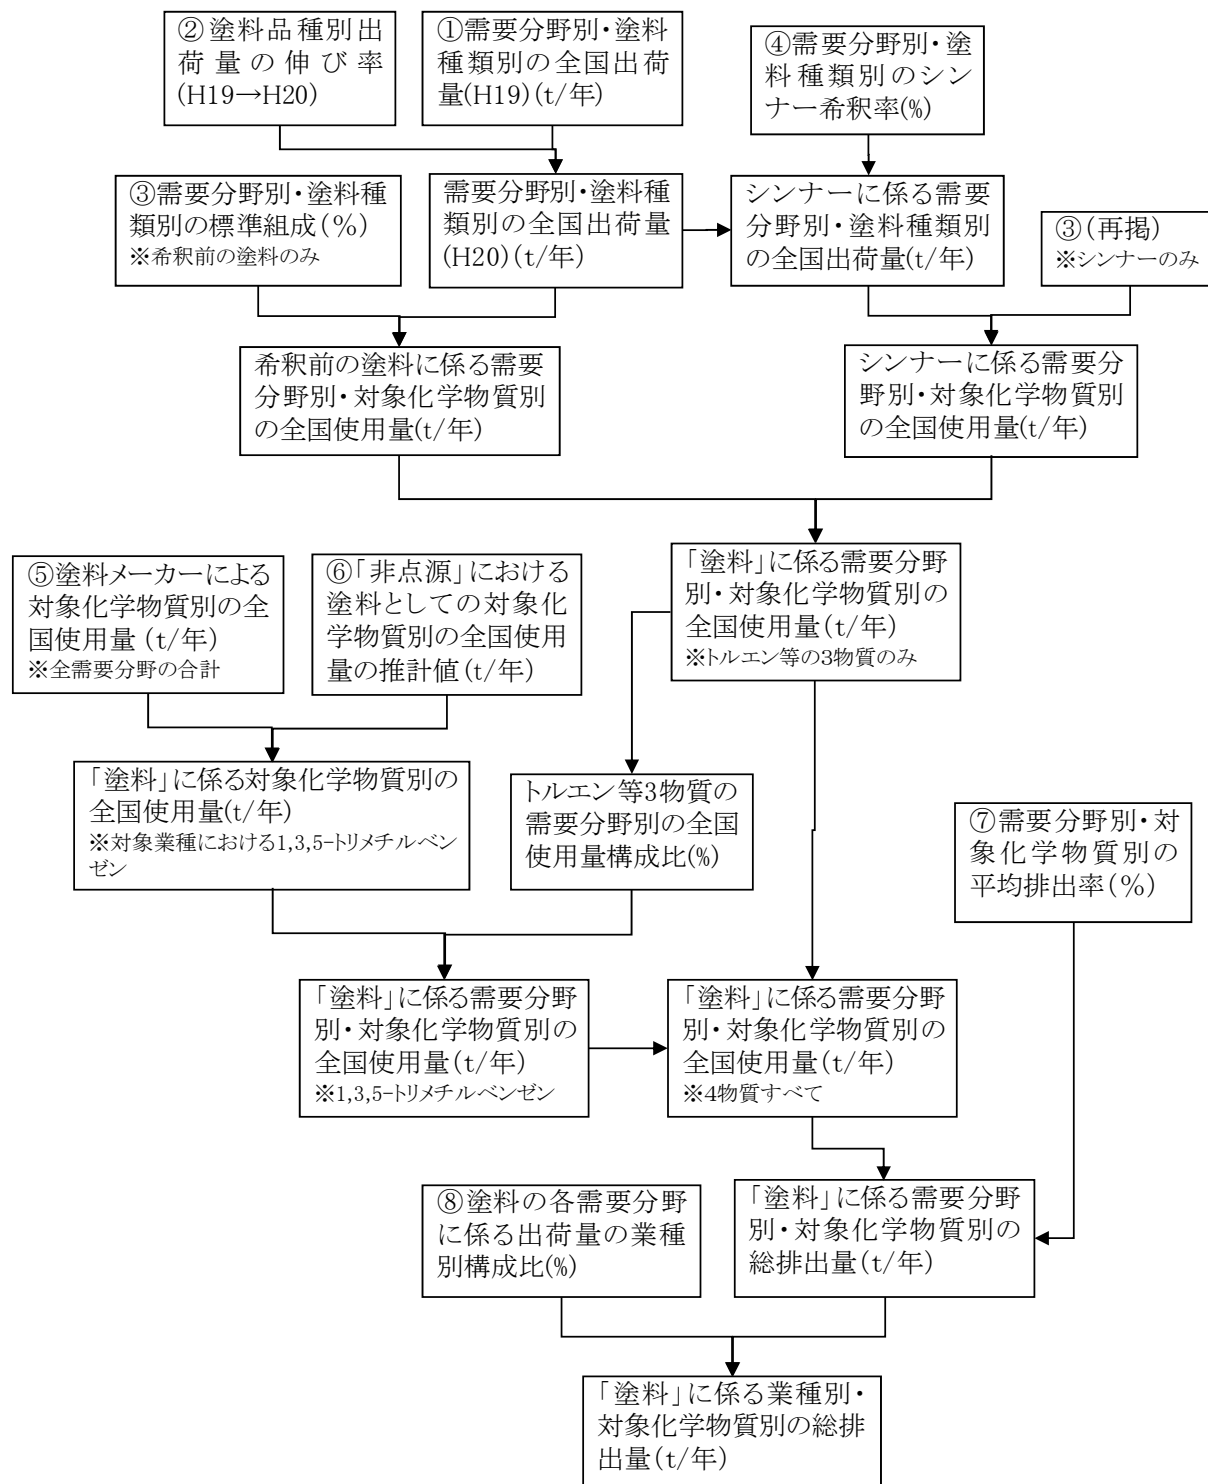 ②塗料品種別出
荷量の伸び率
(H19→H20)
①需要分野別・塗料
種類別の全国出荷
量(H19)(t/年)
④需要分野別・塗
料種類別のシン
ナー希釈率(%)
③需要分野別・塗料種
類別の標準組成(%)
※希釈前の塗料のみ
需要分野別・塗料種
類別の全国出荷量
(H20)(t/年)
シンナーに係る需要
分野別・塗料種類別
の全国出荷量(t/年)
③(再掲)
※シンナーのみ
希釈前の塗料に係る需要
分野別・対象化学物質別
の全国使用量(t/年)
シンナーに係る需要分
野別・対象化学物質別
の全国使用量(t/年)
⑤塗料メーカーによる
対象化学物質別の全
国使用量(t/年)
※全需要分野の合計
⑥「非点源」における
塗料としての対象化
学物質別の全国使用
量の推計値(t/年)
「塗料」に係る需要分野
別・対象化学物質別の
全国使用量(t/年)
※トルエン等の3物質のみ
「塗料」に係る対象化学物質別の
全国使用量(t/年)
※対象業種における1,3,5-トリメチルベン
ゼン
トルエン等3物質の
需要分野別の全国
使用量構成比(%)
⑦需要分野別・対
象化学物質別の
平均排出率(%)
「塗料」に係る需要分野
別・対象化学物質別の
全国使用量(t/年)
※1,3,5-トリメチルベンゼン
「塗料」に係る需要分野
別・対象化学物質別の
全国使用量(t/年)
※4物質すべて
⑧塗料の各需要分野
に係る出荷量の業種
別構成比(%)
「塗料」に係る需要分野
別・対象化学物質別の
総排出量(t/年)
「塗料」に係る業種別・
対象化学物質別の総排
出量(t/年)